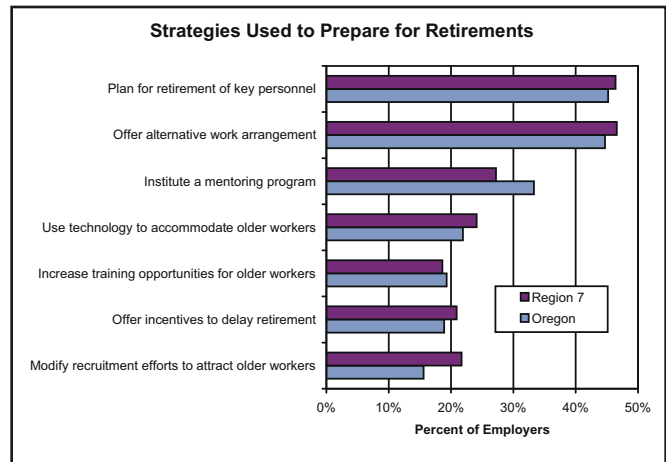 Strategies Used to Prepare for Retirements
Plan for retirement of key personnel
Offer alternative work arrangement
Institute a mentoring program
Use technology to accommodate older workers
Increase training opportunities for older workers
Offer incentives to delay retirement
Modify recruitment efforts to attract older workers
Region 7
Oregon
0% 10% 20% 30% 40% 50%
Percent of Employers